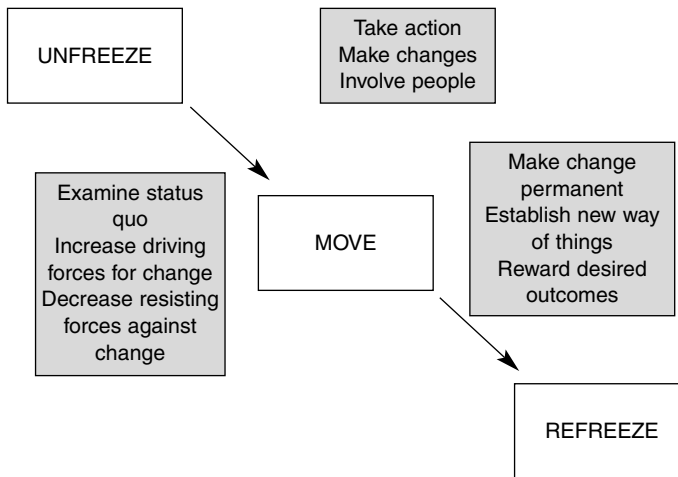 UNFREEZE
Take action
Make changes
Involve people
Examine status
quo
Increase driving
forces for change
Decrease resisting
forces against
change
MOVE
Make change
permanent
Establish new way
of things
Reward desired
outcomes
REFREEZE